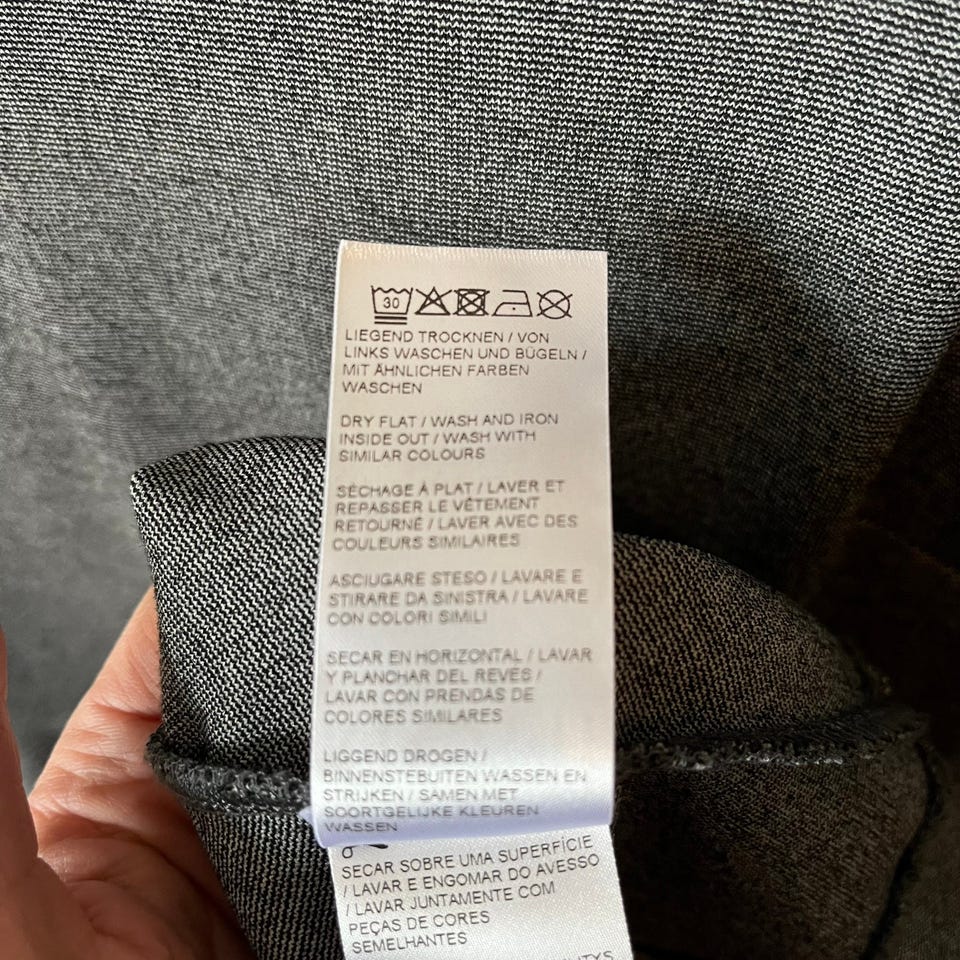 30
LIEGEND TROCKNEN / VON
LINKS WASCHEN UND BÜGELN /
MIT ÄHNLICHEN FARBEN
WASCHEN
DRY FLAT / WASH AND IRON
INSIDE OUT / WASH WITH
SIMILAR COLOURS
SÉCHAGE À PLAT / LAVER ET
REPASSER LE VÊTEMENT
RETOURNÉ / LAVER AVEC DES
COULEURS SIMILAIRES
ASCIUGARE STESO / LAVARE E
STIRARE DA SINISTRA / LAVARE
CON COLORI SIMILI
SECAR EN HORIZONTAL / LAVAR
Y PLANCHAR DEL REVÉS /
LAVAR CON PRENDAS DE
COLORES SIMILARES
LIGGEND DROGEN /
BINNENSTEBUITEN WASSEN EN
STRIJKEN / SAMEN MET
SOORTGELIJKE KLEUREN
WASSEN
SECAR SOBRE UMA SUPERFÍCIE
/ LAVAR E ENGOMAR DO AVESSO
/ LAVAR JUNTAMENTE COM
PEÇAS DE CORES
SEMELHANTES